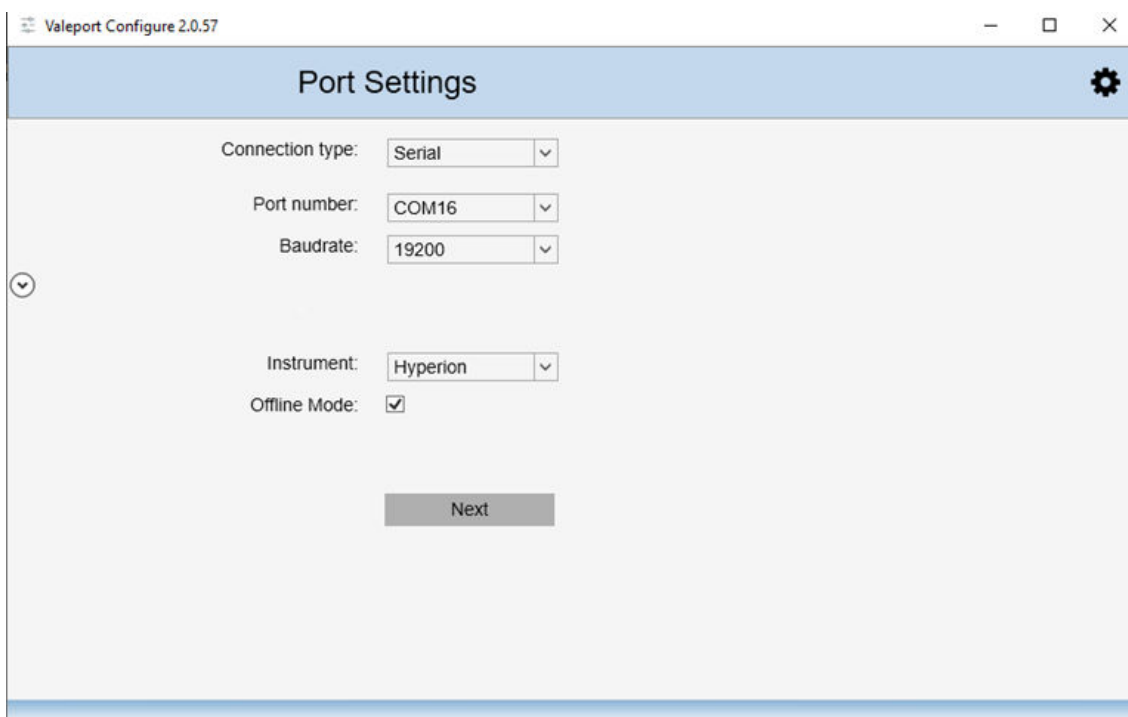 Valeport Configure 2.0.57
Port Settings
Connection type: Serial
Port number: COM16
Baudrate: 19200
Instrument: Hyperion
Offline Mode:
Next